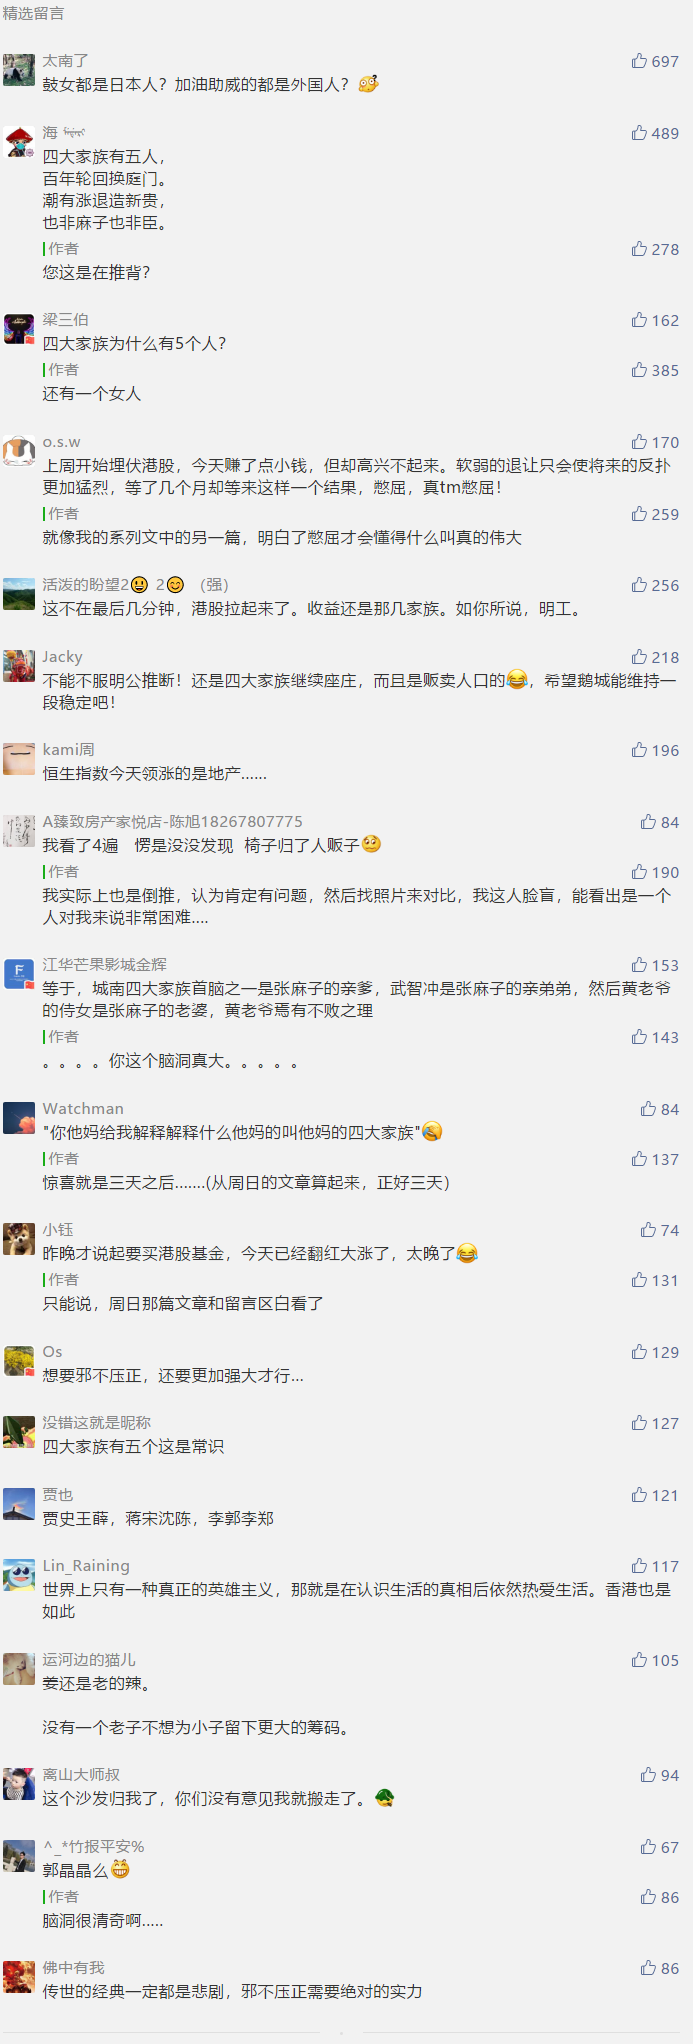 精选留言
太南了 697
鼓女都是日本人？加油助威的都是外国人？
海 489
四大家族有五人，
百年轮回换庭门。
潮有涨退造新贵，
也非麻子也非臣。
作者 278
您这是在推背？
梁三伯 162
四大家族为什么有5个人？
作者 385
还有一个女人
o.s.w 170
上周开始埋伏港股，今天赚了点小钱，但却高兴不起来。软弱的退让只会使将来的反扑
更加猛烈，等了几个月却等来这样一个结果，憋屈，真tm憋屈！
作者 259
就像我的系列文中的另一篇，明白了憋屈才会懂得什么叫真的伟大
活泼的盼望2😃 2😊 （强） 256
这不在最后几分钟，港股拉起来了。收益还是那几家族。如你所说，明工。
Jacky 218
不能不服明公推断！还是四大家族继续座庄，而且是贩卖人口的😂，希望鹅城能维持一
段稳定吧！
kami周 196
恒生指数今天领涨的是地产......
A臻致房产家悦店-陈旭18267807775 84
我看了4遍 愣是没没发现 椅子归了人贩子
作者 190
我实际上也是倒推，认为肯定有问题，然后找照片来对比，我这人脸盲，能看出是一个
人对我来说非常困难....
江华芒果影城金辉 153
等于，城南四大家族首脑之一是张麻子的亲爹，武智冲是张麻子的亲弟弟，然后黄老爷
的侍女是张麻子的老婆，黄老爷焉有不败之理
作者 143
。。。。你这个脑洞真大。。。。。
Watchman 84
"你他妈给我解释解释什么他妈的叫他妈的四大家族"
作者 137
惊喜就是三天之后.......(从周日的文章算起来，正好三天）
小钰 74
昨晚才说起要买港股基金，今天已经翻红大涨了，太晚了😂
作者 131
只能说，周日那篇文章和留言区白看了
Os 129
想要邪不压正，还要更加强大才行...
没错这就是昵称 127
四大家族有五个这是常识
贾也 121
贾史王薛，蒋宋沈陈，李郭李郑
Lin_Raining 117
世界上只有一种真正的英雄主义，那就是在认识生活的真相后依然热爱生活。香港也是
如此
运河边的猫儿 105
姜还是老的辣。
没有一个老子不想为小子留下更大的筹码。
离山大师叔 94
这个沙发归我了，你们没有意见我就搬走了。
^_*竹报平安% 67
郭晶晶么😁
作者 86
脑洞很清奇啊.....
佛中有我 86
传世的经典一定都是悲剧，邪不压正需要绝对的实力